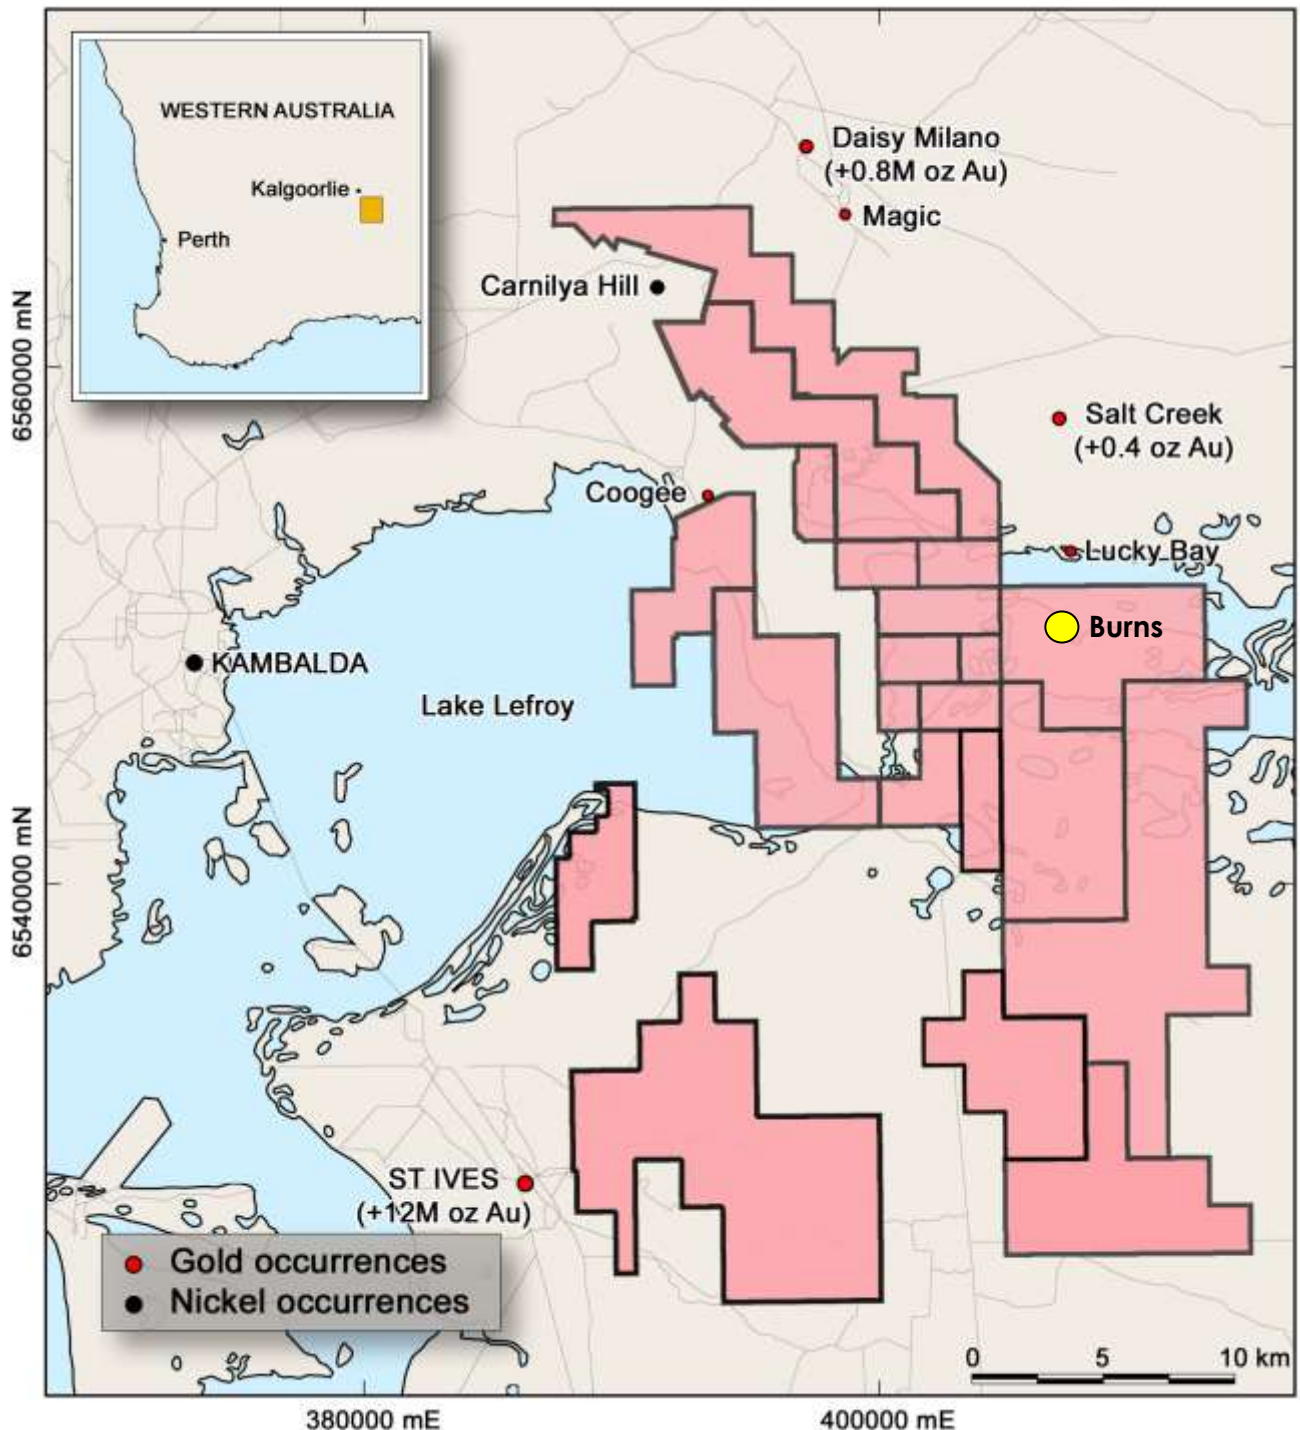 WESTERN AUSTRALIA
Kalgoorlie
Perth
Daisy Milano
(+0.8M oz Au)
Magic
Carnilya Hill
6560000 mN
Salt Creek
(+0.4 oz Au)
Coogee
Lucky Bay
Burns
KAMBALDA
Lake Lefroy
6540000 mN
ST IVES
(+12M oz Au)
Gold occurrences
Nickel occurrences
0 5 10 km
380000 mE
400000 mE